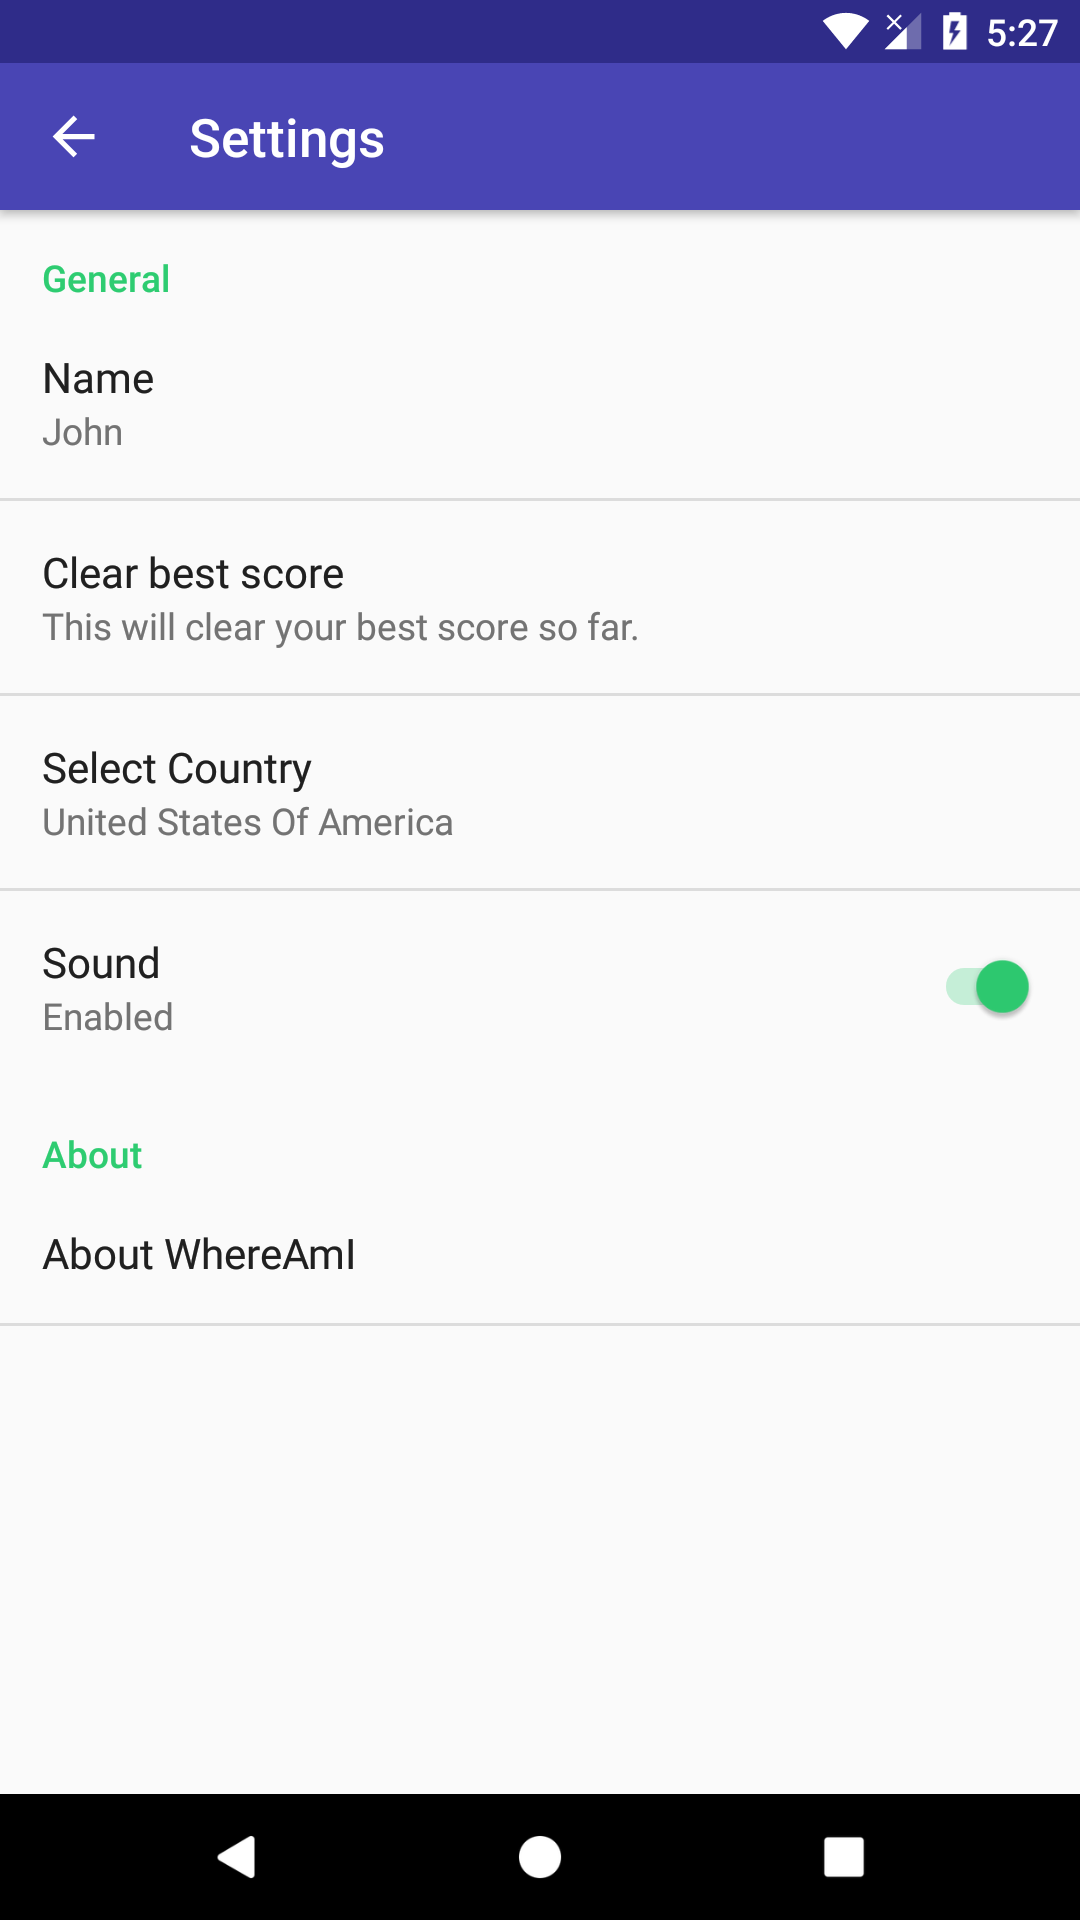 5:27
Settings
General
Name
John
Clear best score
This will clear your best score so far.
Select Country
United States Of America
Sound
Enabled
About
About WhereAmI